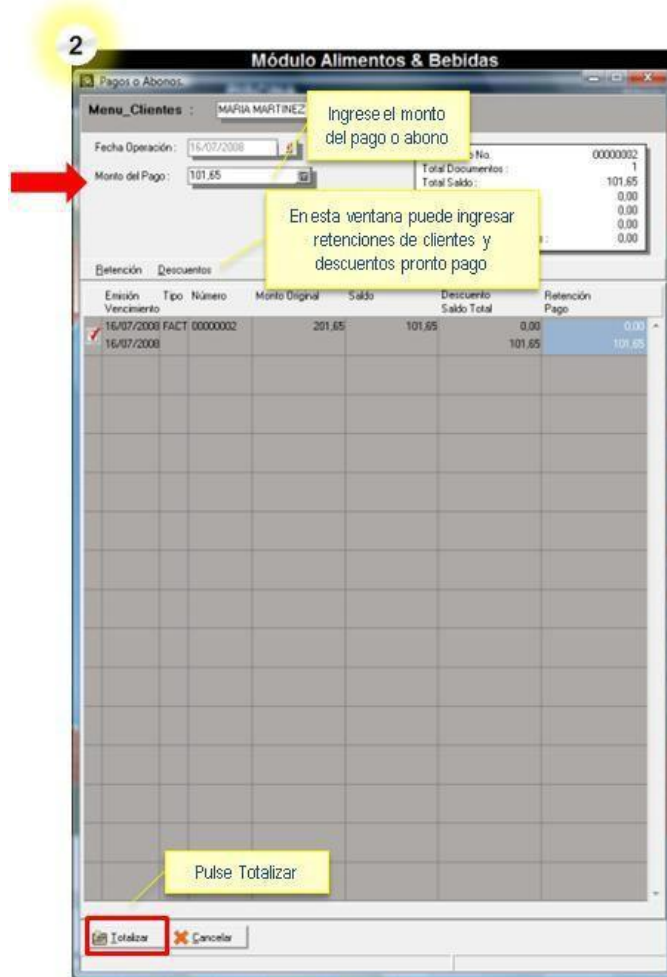 2
Módulo Alimentos & Bebidas
Pagos o Abonos.
Menu_Clientes : MARIA MARTINEZ
Ingrese el monto
del pago o abono
Fecha Operación : 16/07/2008
No. 00000002
Monto del Pago : 101,65
Total Documentos : 1
Total Saldo : 101,65
0,00
0,00
0,00
: 0,00
En esta ventana puede ingresar
retenciones de clientes y
descuentos pronto pago
Retención Descuentos
Emisión Tipo Número Monto Original Saldo Descuento Retención
Vencimiento Saldo Total Pago
16/07/2008 FACT 00000002 201,65 101,65 0,00 0,00
16/07/2008 101,65 101,65
Pulse Totalizar
Totalizar Cancelar